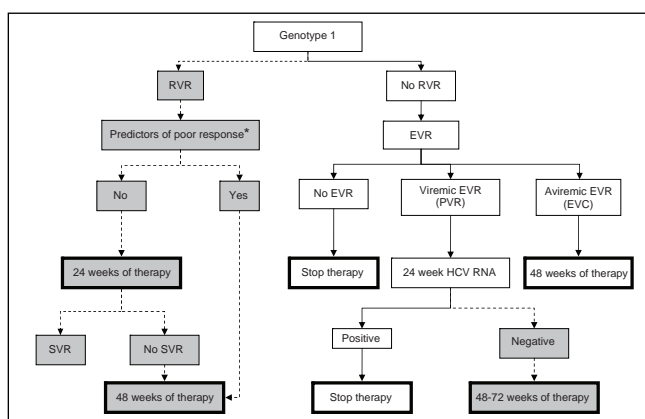 Genotype 1
RVR
No RVR
Predictors of poor response*
EVR
No
Yes
No EVR
Viremic EVR
(PVR)
Aviremic EVR
(EVC)
24 weeks of therapy
Stop therapy
24 week HCV RNA
48 weeks of therapy
SVR
No SVR
Positive
Negative
48 weeks of therapy
Stop therapy
48-72 weeks of therapy